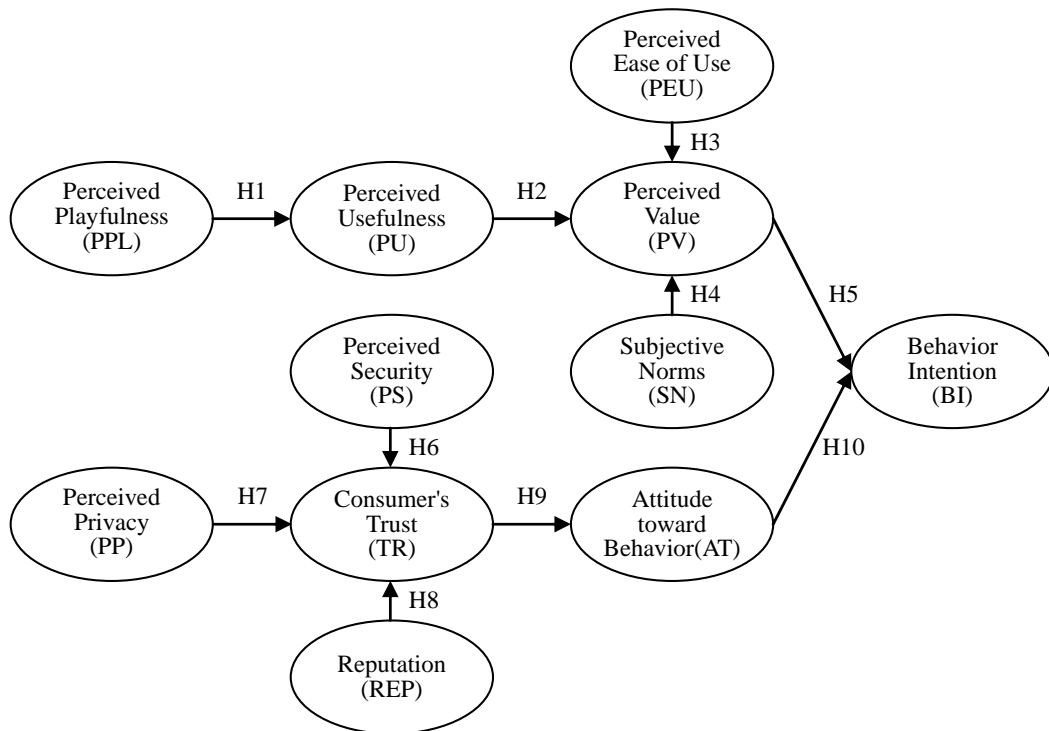 Perceived
Ease of Use
(PEU)
H3
Perceived
Playfulness
(PPL)
H1
Perceived
Usefulness
(PU)
H2
Perceived
Value
(PV)
H4
H5
Perceived
Security
(PS)
Subjective
Norms
(SN)
Behavior
Intention
(BI)
H6
H10
Perceived
Privacy
(PP)
H7
Consumer's
Trust
(TR)
H9
Attitude
toward
Behavior(AT)
H8
Reputation
(REP)